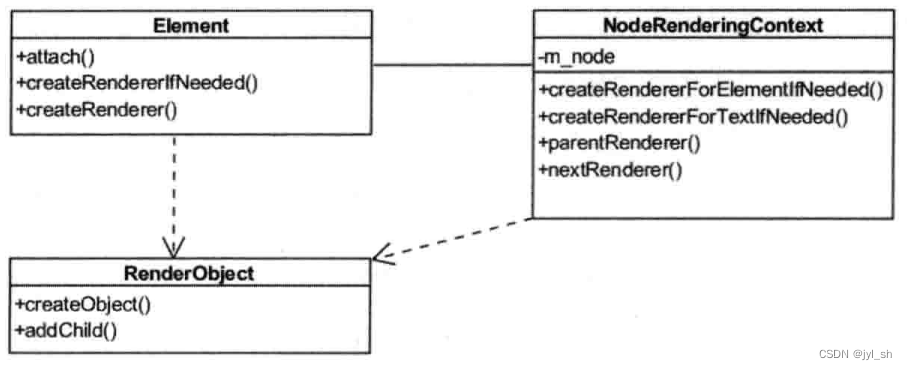 Element
+attach()
+createRendererIfNeeded()
+createRenderer()
NodeRenderingContext
-m_node
+createRendererForElementIfNeeded()
+createRendererForTextIfNeeded()
+parentRenderer()
+nextRenderer()
RenderObject
+createObject()
+addChild()
CSDN @jyl_sh